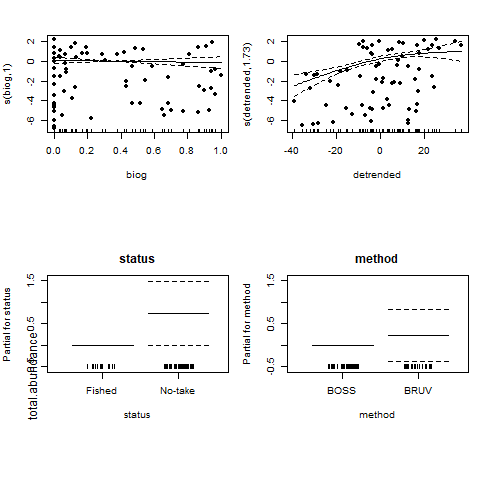 s(biog,1)
2
0
-2
-4
-6
0.0 0.2 0.4 0.6 0.8 1.0
biog
s(detrended,1.73)
2
0
-2
-4
-6
-40 -20 0 20
detrended
status
Partial for status
1.5
0.5
-0.5
Fished No-take
status
method
Partial for method
1.5
0.5
-0.5
BOSS BRUV
method
total.abundance